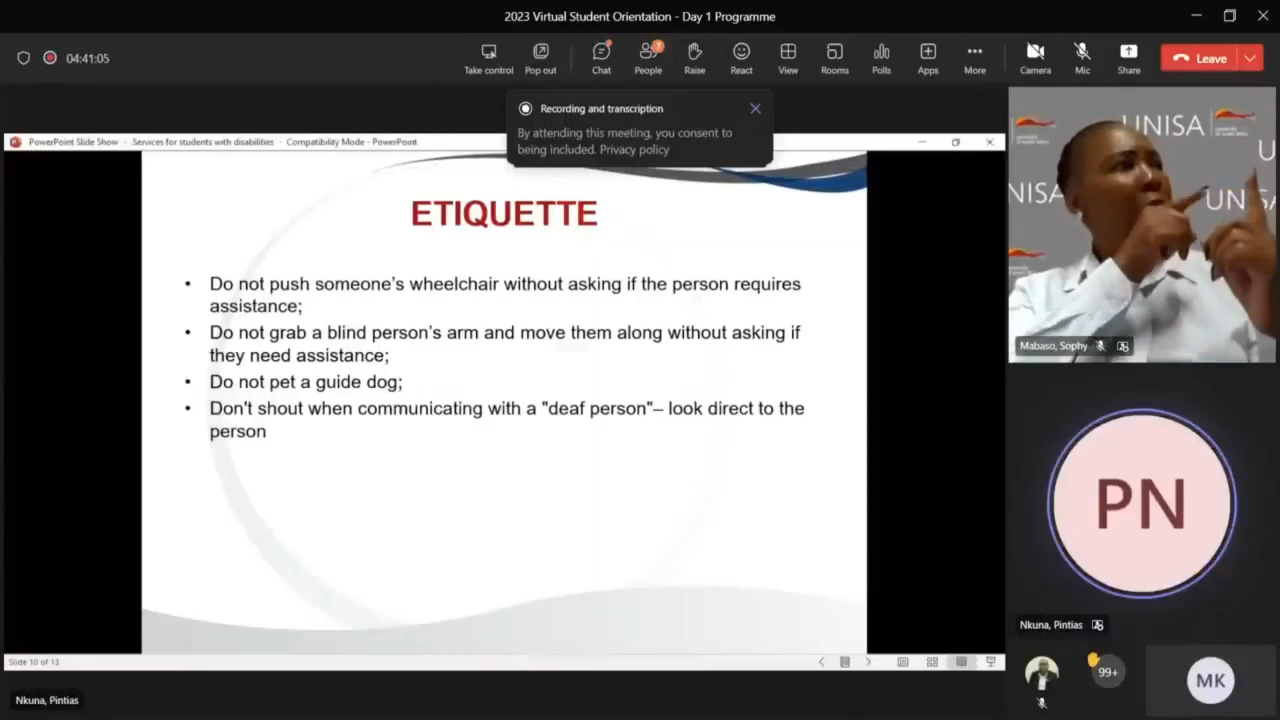 2023 Virtual Student Orientation - Day 1 Programme
04:41:05
Take control
Pop out
Chat
7
People
Raise
React
View
Rooms
Polls
Apps
More
Camera
Mic
Share
Leave
Recording and transcription
By attending this meeting, you consent to
being included. Privacy policy
PowerPoint Slide Show - Services for students with disabilities - Compatibility Mode - PowerPoint
ETIQUETTE
• Do not push someone's wheelchair without asking if the person requires
assistance;
• Do not grab a blind person's arm and move them along without asking if
they need assistance;
• Do not pet a guide dog;
• Don't shout when communicating with a "deaf person"– look direct to the
person
Slide 10 of 13
Nkuna, Pintias
UNISA
U
NISA
UNISA
Mabaso, Sophy
PN
Nkuna, Pintias
99+
MK